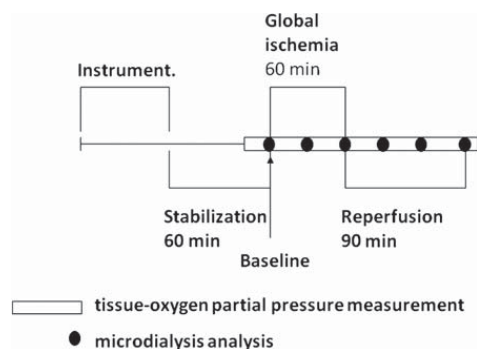 Global
ischemia
60 min
Instrument.
Stabilization
60 min
Reperfusion
90 min
Baseline
tissue-oxygen partial pressure measurement
microdialysis analysis